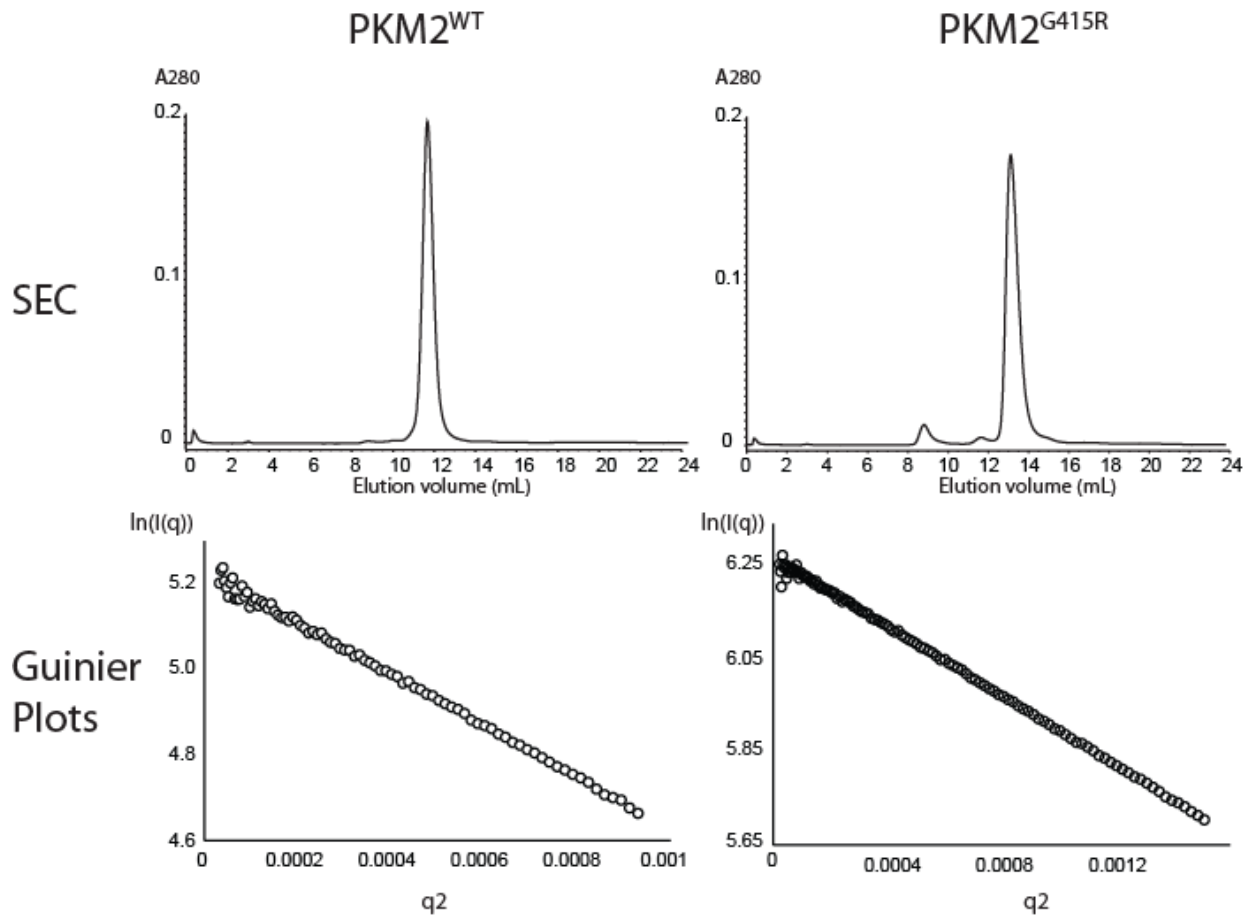 PKM2WT
PKM2G415R
SEC
A280
0.2
0.1
0
0 2 4 6 8 10 12 14 16 18 20 22 24
Elution volume (mL)
A280
0.2
0.1
0
0 2 4 6 8 10 12 14 16 18 20 22 24
Elution volume (mL)
Guinier
Plots
ln(I(q))
5.2
5.0
4.8
4.6
0 0.0002 0.0004 0.0006 0.0008 0.001
q2
ln(I(q))
6.25
6.05
5.85
5.65
0 0.0004 0.0008 0.0012
q2